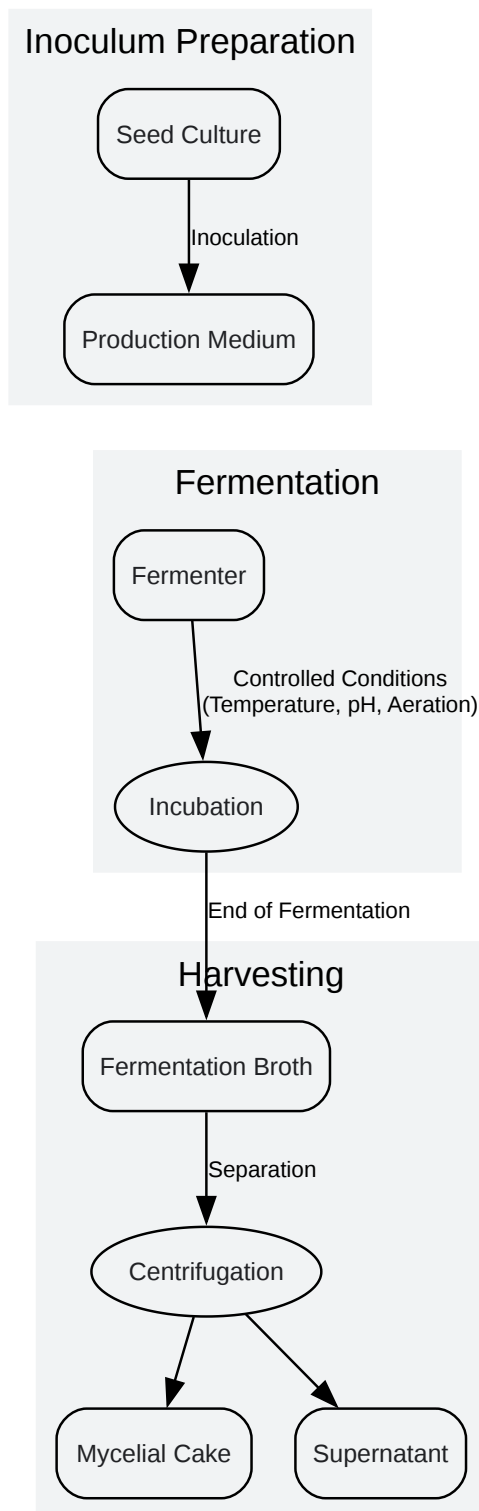 Inoculum Preparation
Seed Culture
Inoculation
Production Medium
Fermentation
Fermenter
Controlled Conditions
(Temperature, pH, Aeration)
Incubation
End of Fermentation
Harvesting
Fermentation Broth
Separation
Centrifugation
Mycelial Cake
Supernatant